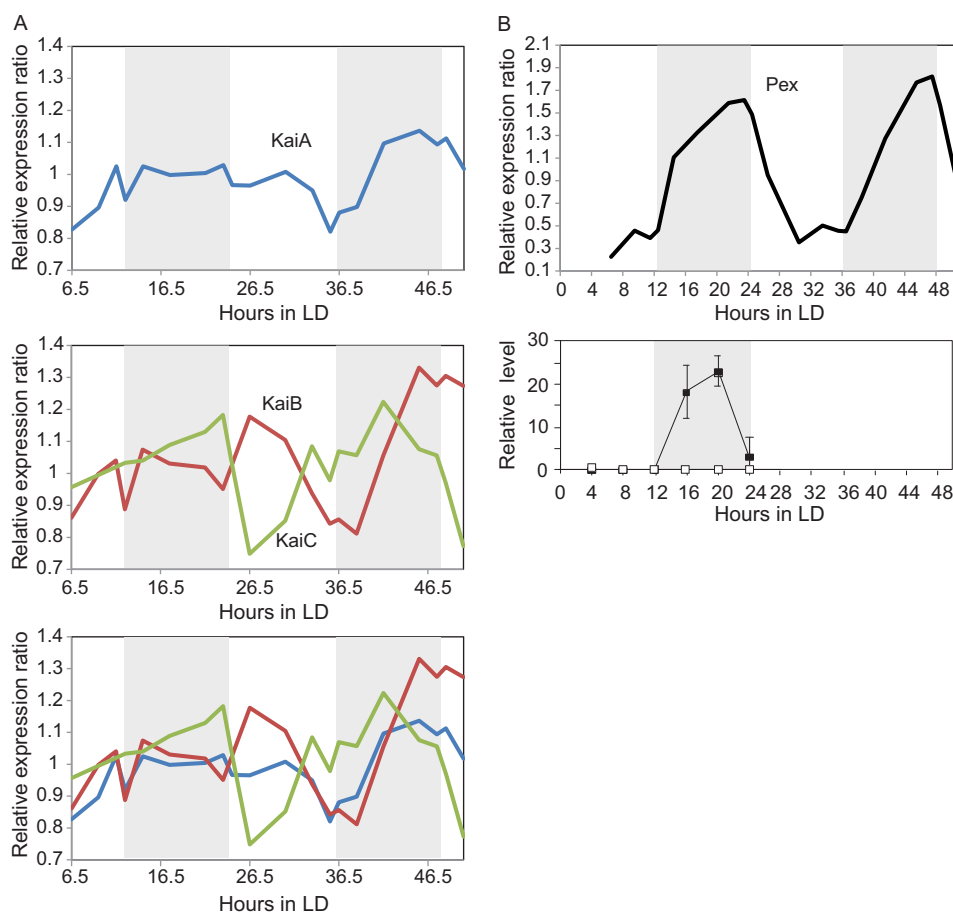 A
Relative expression ratio
1.4
1.3
1.2
1.1
1
0.9
0.8
0.7
KaiA
6.5 16.5 26.5 36.5 46.5
Hours in LD
Relative expression ratio
1.4
1.3
1.2
1.1
1
0.9
0.8
0.7
KaiB
KaiC
6.5 16.5 26.5 36.5 46.5
Hours in LD
Relative expression ratio
1.4
1.3
1.2
1.1
1
0.9
0.8
0.7
6.5 16.5 26.5 36.5 46.5
Hours in LD
B
Relative expression ratio
2.1
1.9
1.7
1.5
1.3
1.1
0.9
0.7
0.5
0.3
0.1
Pex
0 4 8 12 16 20 24 28 32 36 40 44 48
Hours in LD
Relative level
30
20
10
0
0 4 8 12 16 20 24 28 32 36 40 44 48
Hours in LD